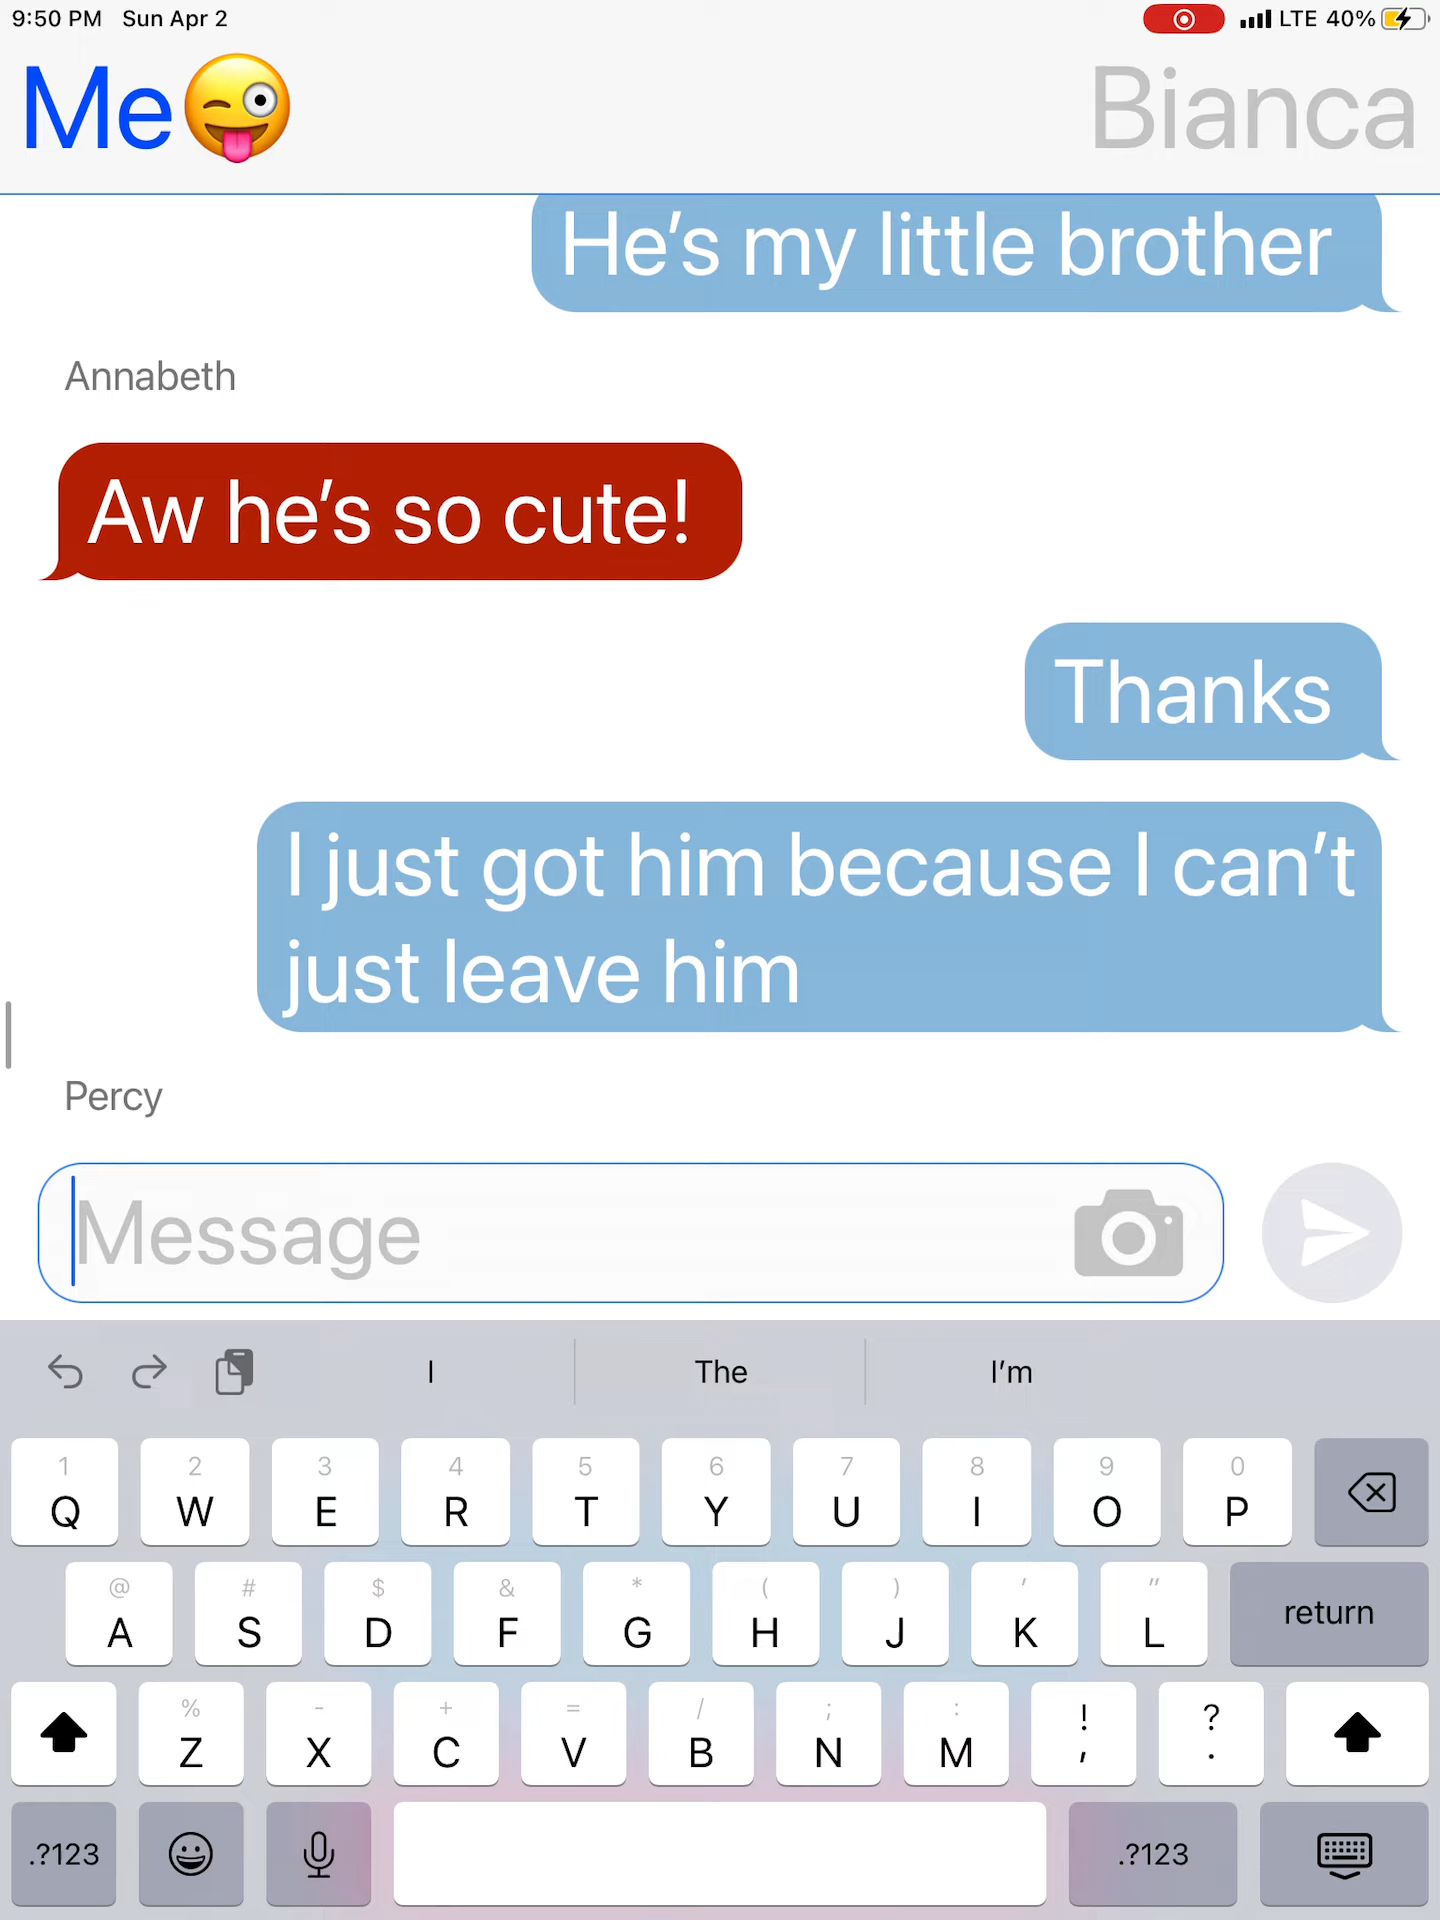 9:50 PM Sun Apr 2 LTE 40%
Me😜 Bianca
He’s my little brother
Annabeth
Aw he’s so cute!
Thanks
I just got him because I can’t
just leave him
Percy
Message
I The I’m
1 2 3 4 5 6 7 8 9 0
Q W E R T Y U I O P
@ # $ & * ( ) ' "
A S D F G H J K L return
% - + = / ; : ! ?
Z X C V B N M , .
.?123 .?123